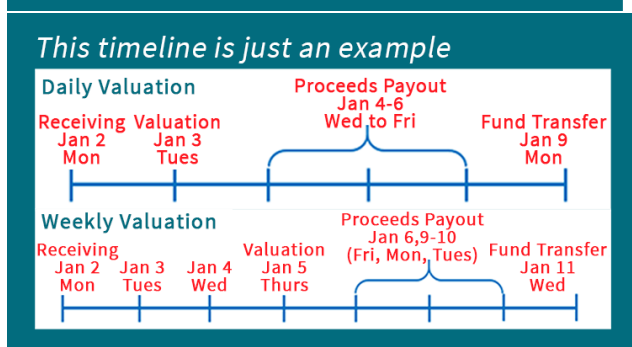 This timeline is just an example
Daily Valuation
Proceeds Payout
Jan 4-6
Wed to Fri
Receiving
Jan 2
Mon
Valuation
Jan 3
Tues
Fund Transfer
Jan 9
Mon
Weekly Valuation
Proceeds Payout
Jan 6,9-10
(Fri, Mon, Tues)
Receiving
Jan 2
Mon
Jan 3
Tues
Jan 4
Wed
Valuation
Jan 5
Thurs
Fund Transfer
Jan 11
Wed